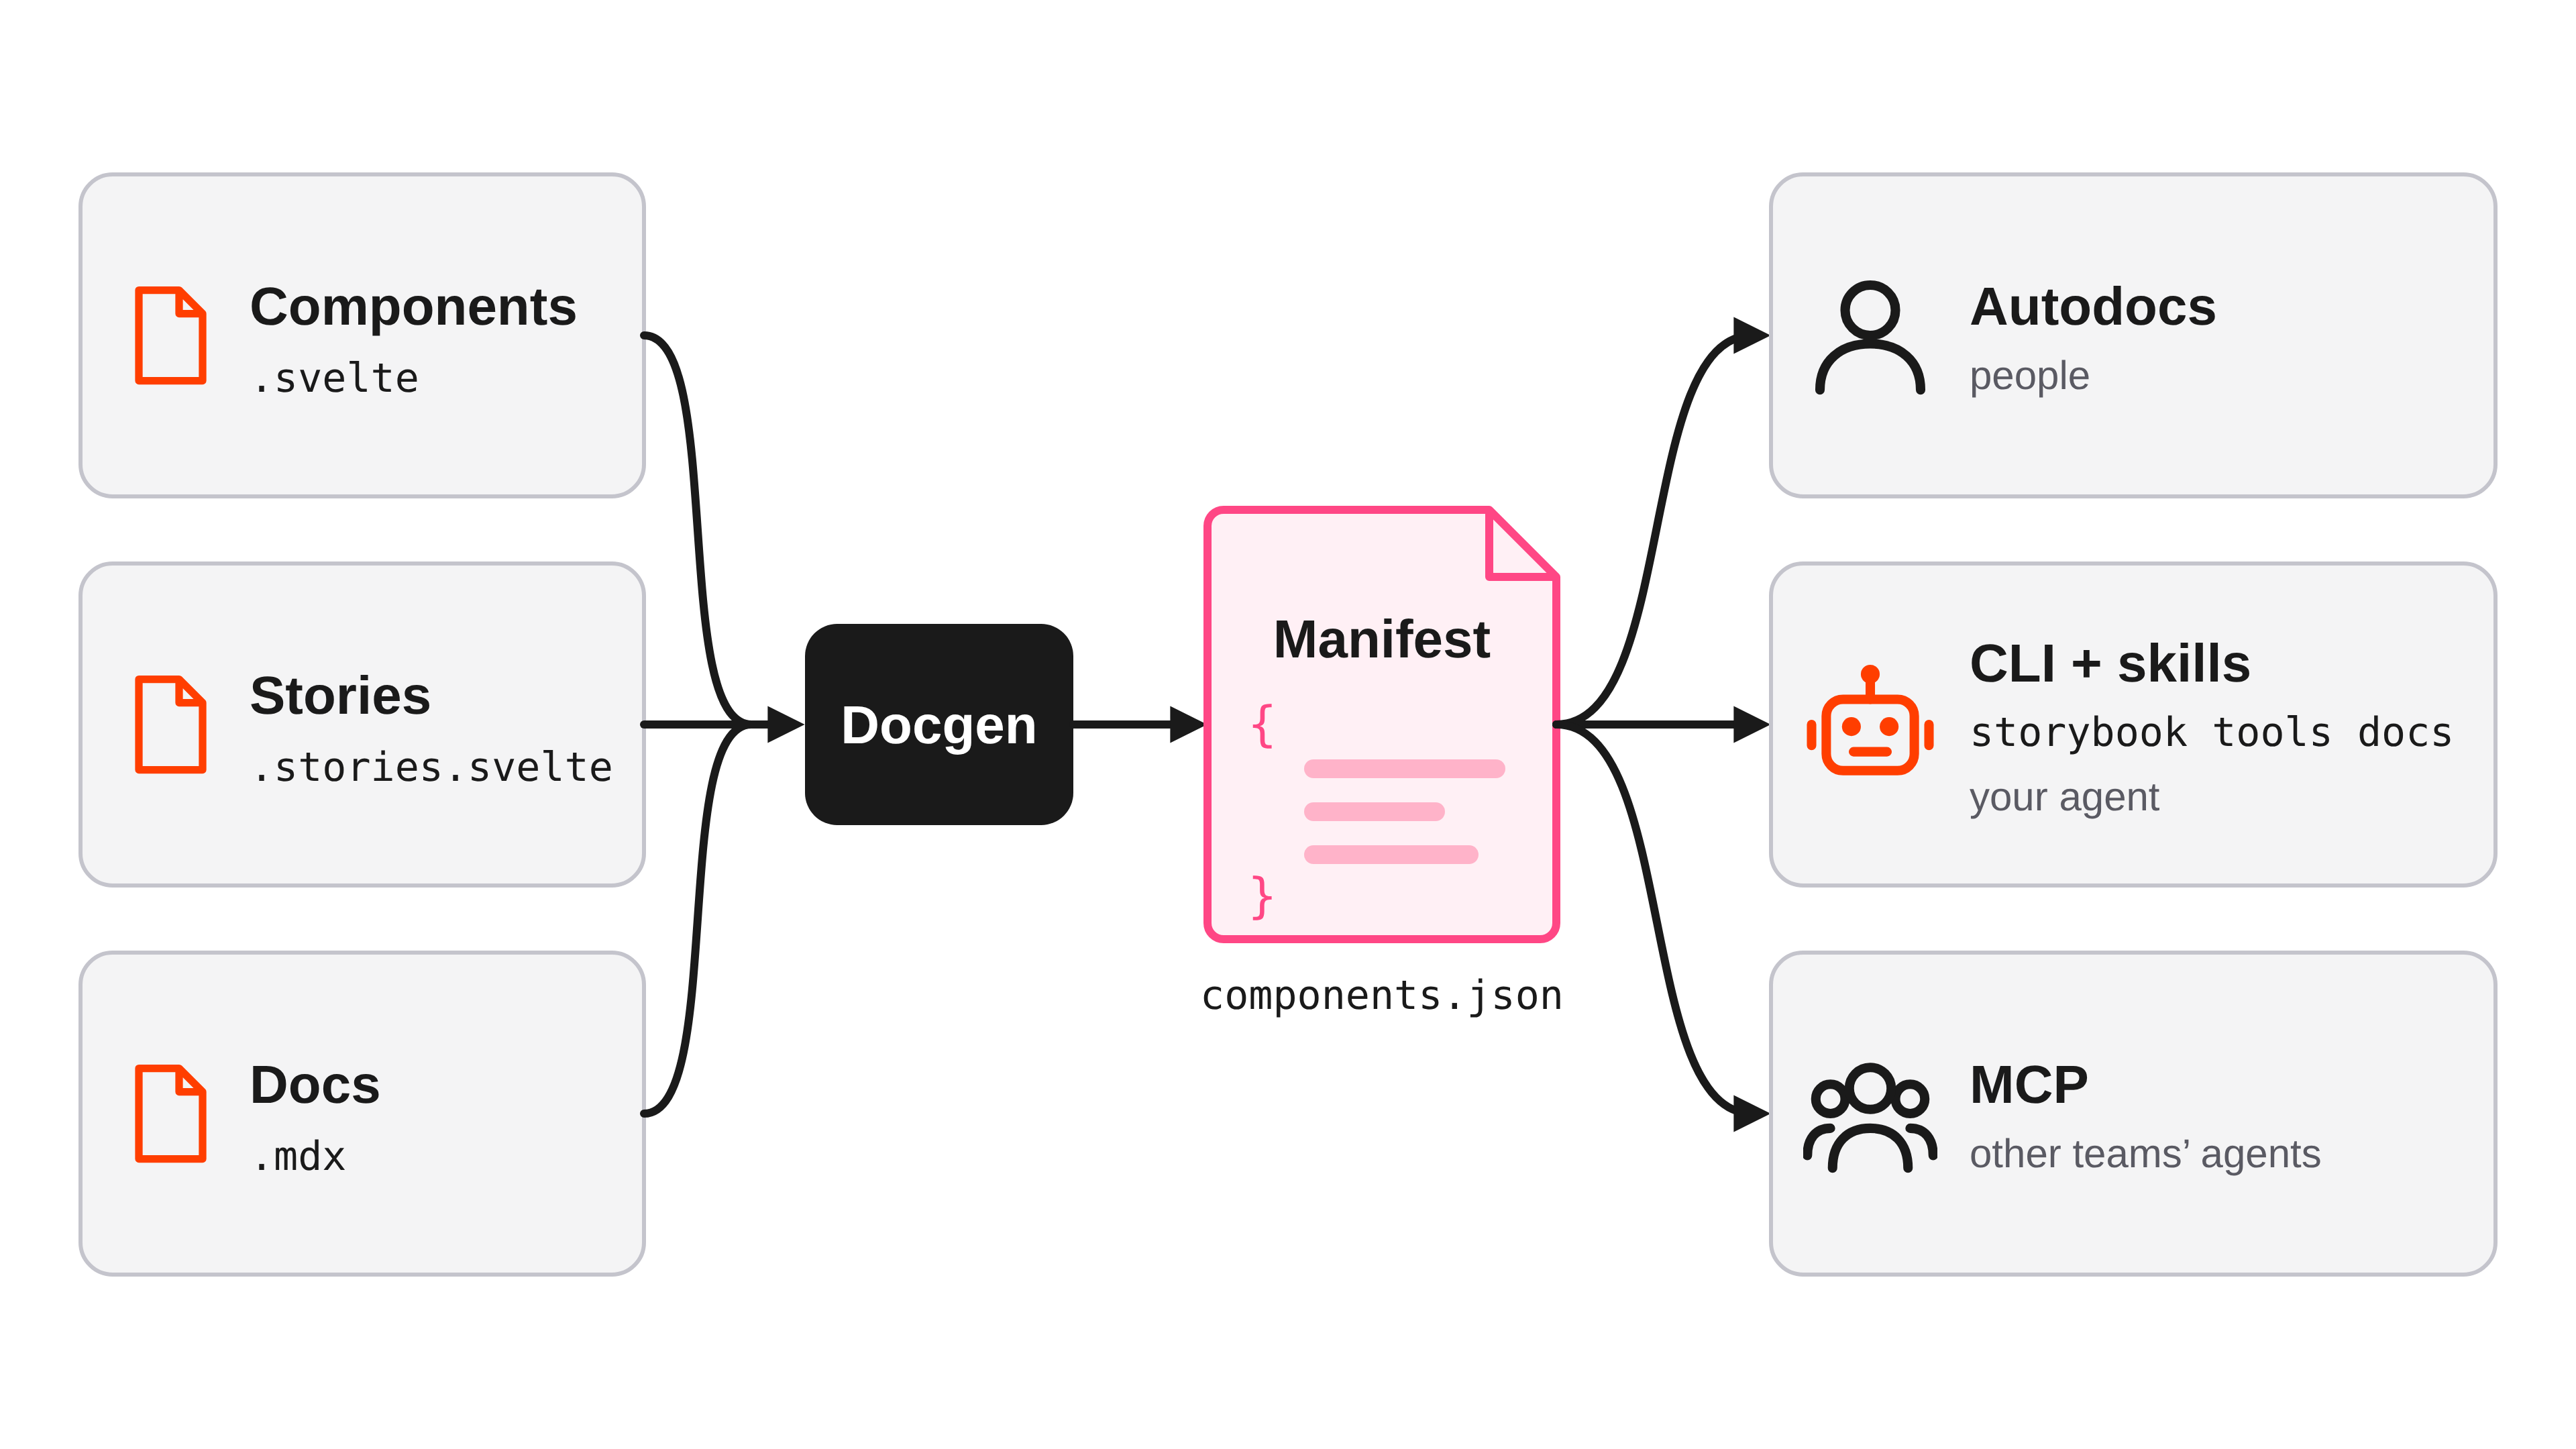 Components
.svelte
Stories
.stories.svelte
Docs
.mdx
Docgen
Manifest
{
}
components.json
Autodocs
people
CLI + skills
storybook tools docs
your agent
MCP
other teams’ agents